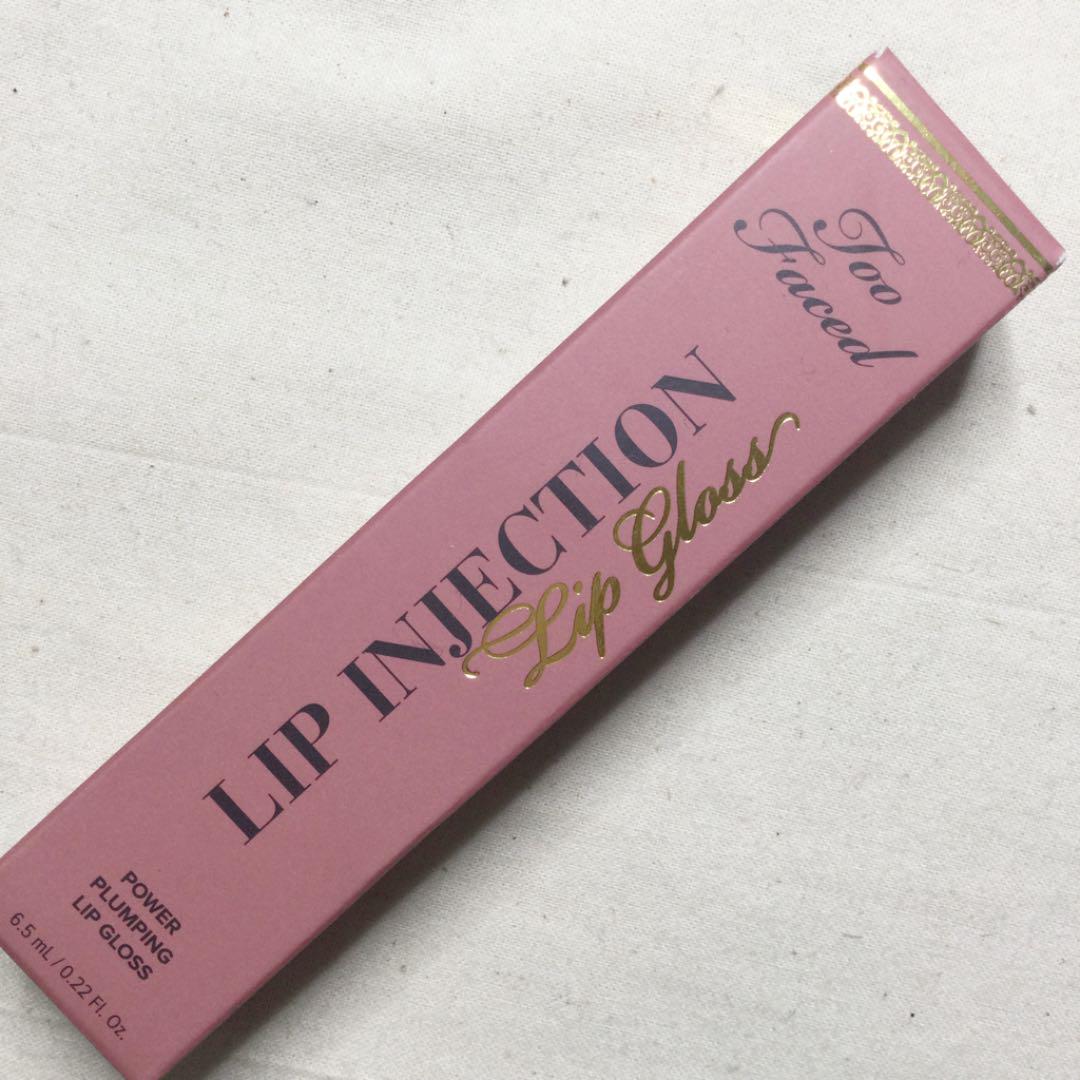 Too
Faced
LIP INJECTION
Lip Gloss
POWER
PLUMPING
LIP GLOSS
6.5 mL / 0.22 Fl. Oz.